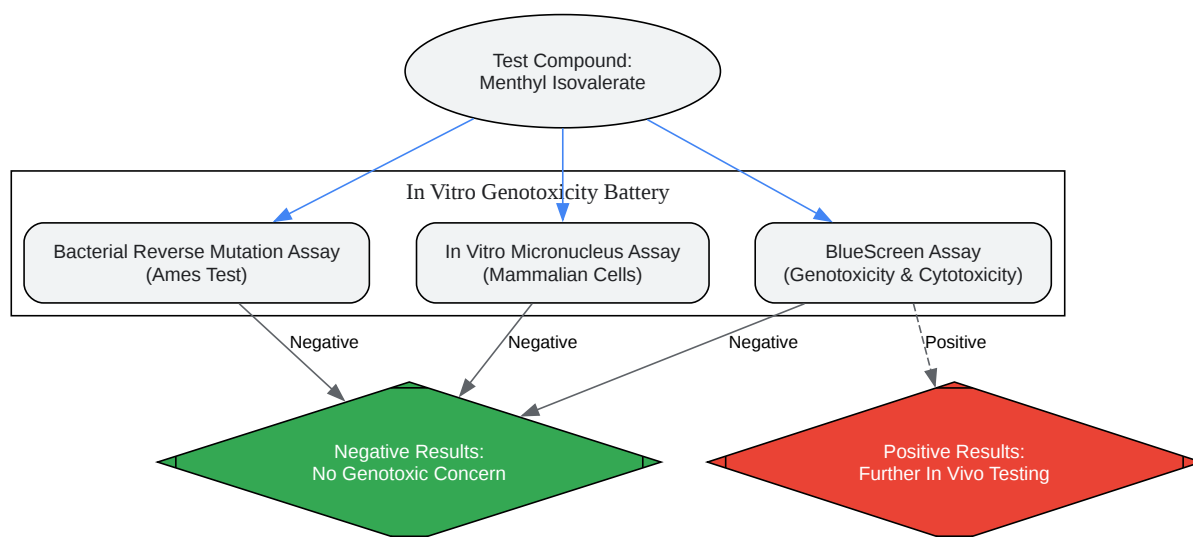 Test Compound:
Menthyl Isovalerate
In Vitro Genotoxicity Battery
Bacterial Reverse Mutation Assay
(Ames Test)
In Vitro Micronucleus Assay
(Mammalian Cells)
BlueScreen Assay
(Genotoxicity & Cytotoxicity)
Negative
Negative
Negative
Positive
Negative Results:
No Genotoxic Concern
Positive Results:
Further In Vivo Testing